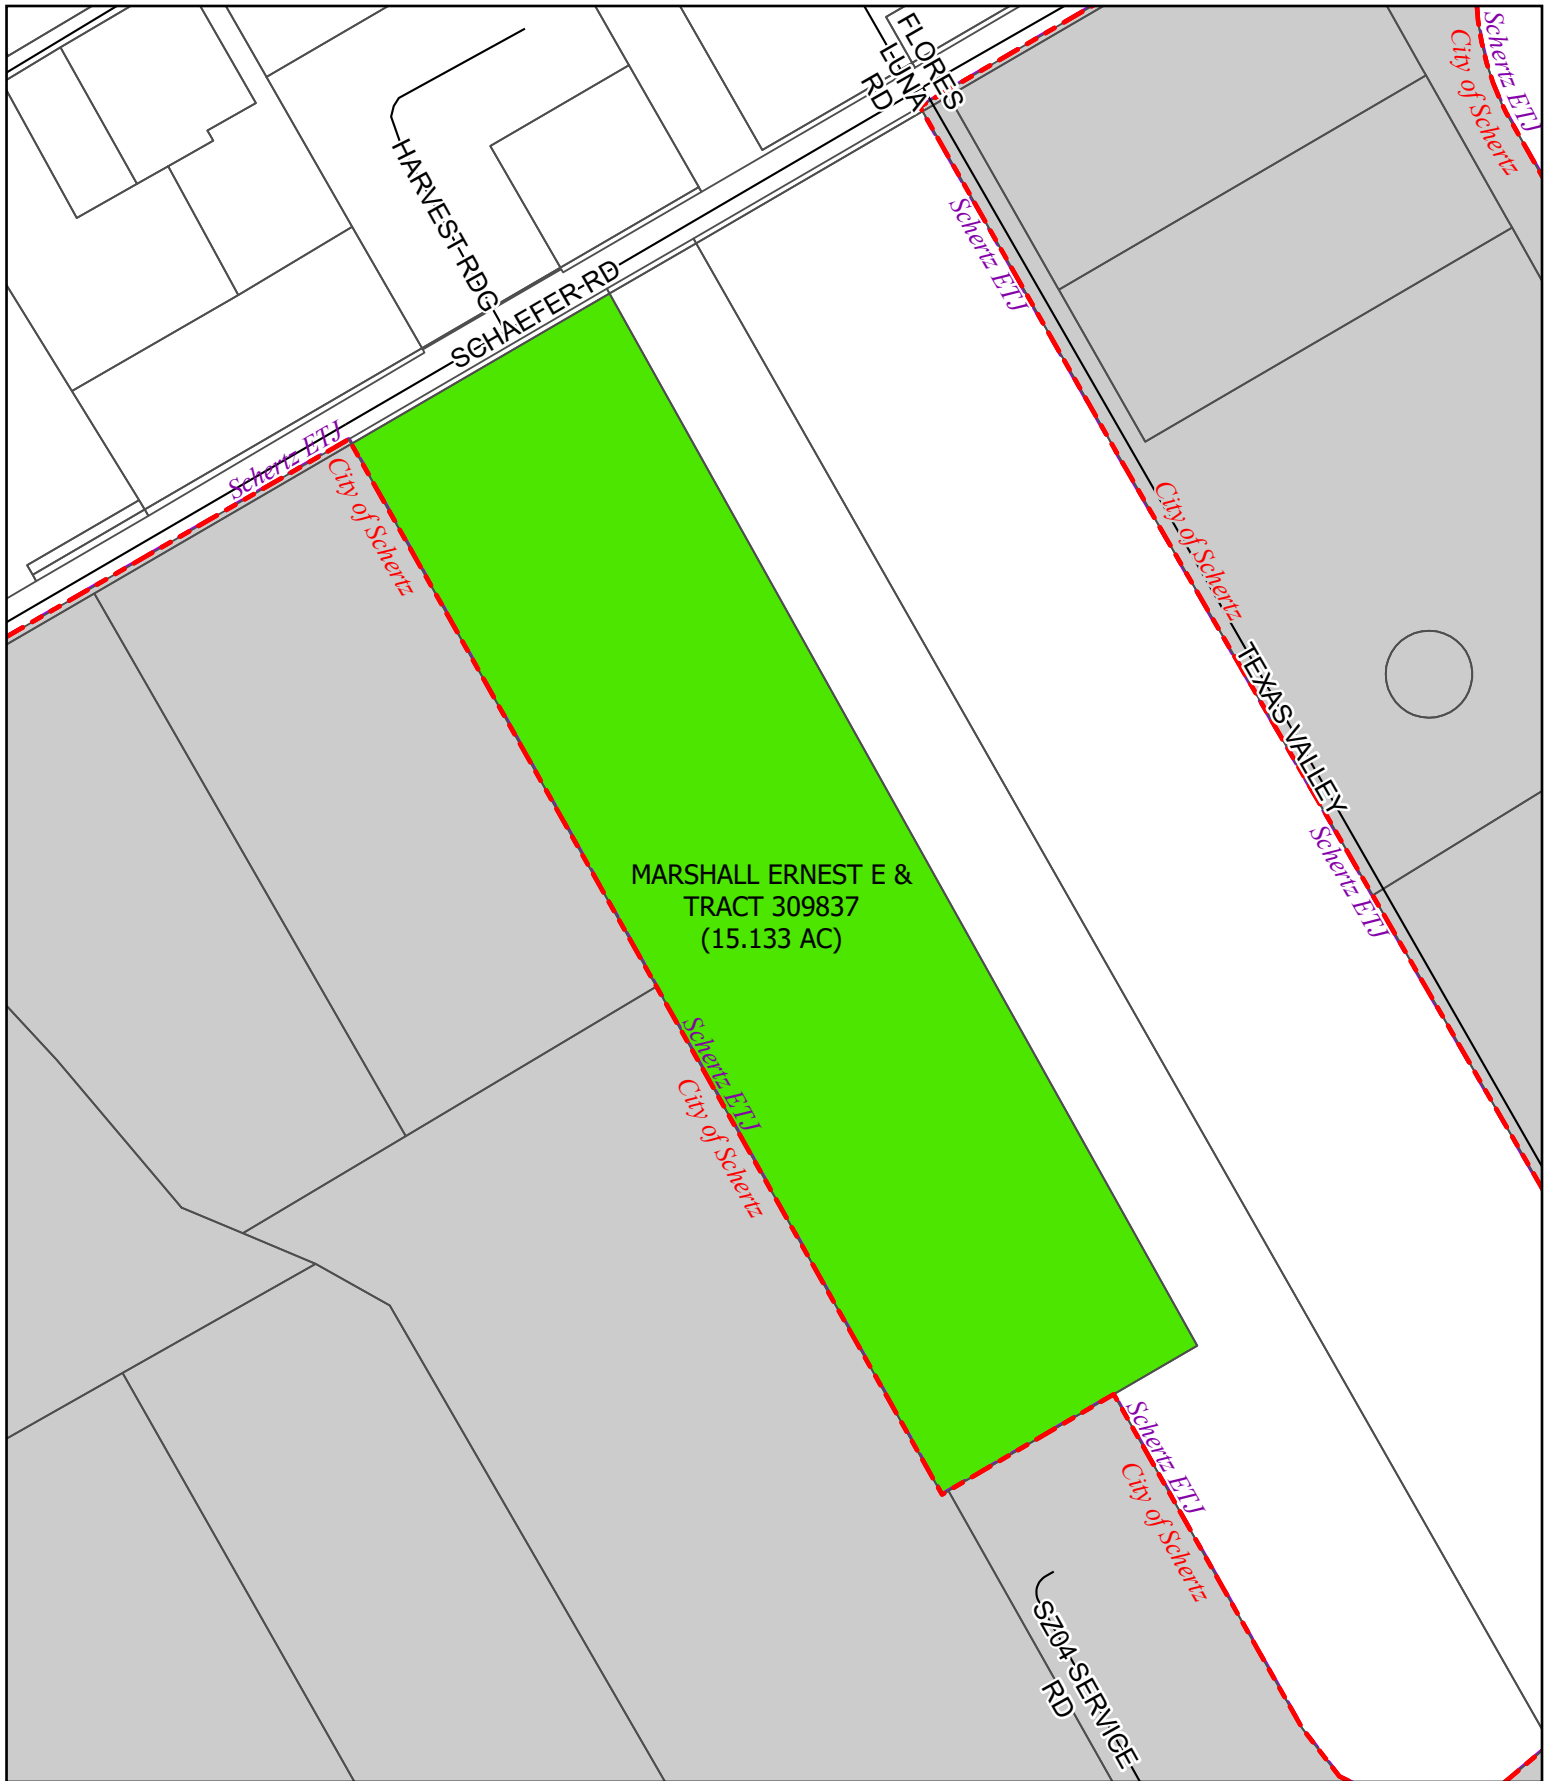 Schertz ETJ
City of Schertz
FLORES
LUNA
RD
HARVEST RDG
SCHAEFER RD
Schertz ETJ
Schertz ETJ
City of Schertz
City of Schertz
TEXAS VALLEY
Schertz ETJ
MARSHALL ERNEST E &
TRACT 309837
(15.133 AC)
Schertz ETJ
City of Schertz
Schertz ETJ
City of Schertz
SZ04 SERVICE
RD